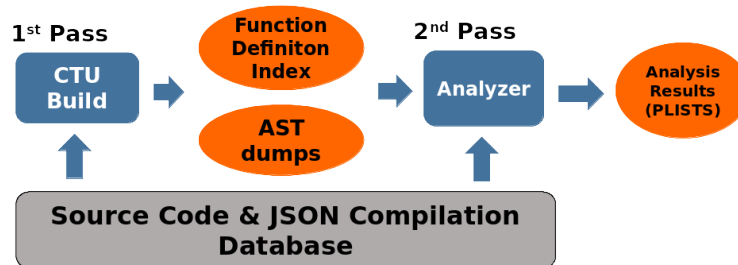 1st Pass
CTU
Build
Function
Definiton
Index
AST
dumps
2nd Pass
Analyzer
Analysis
Results
(PLISTS)
Source Code & JSON Compilation
Database